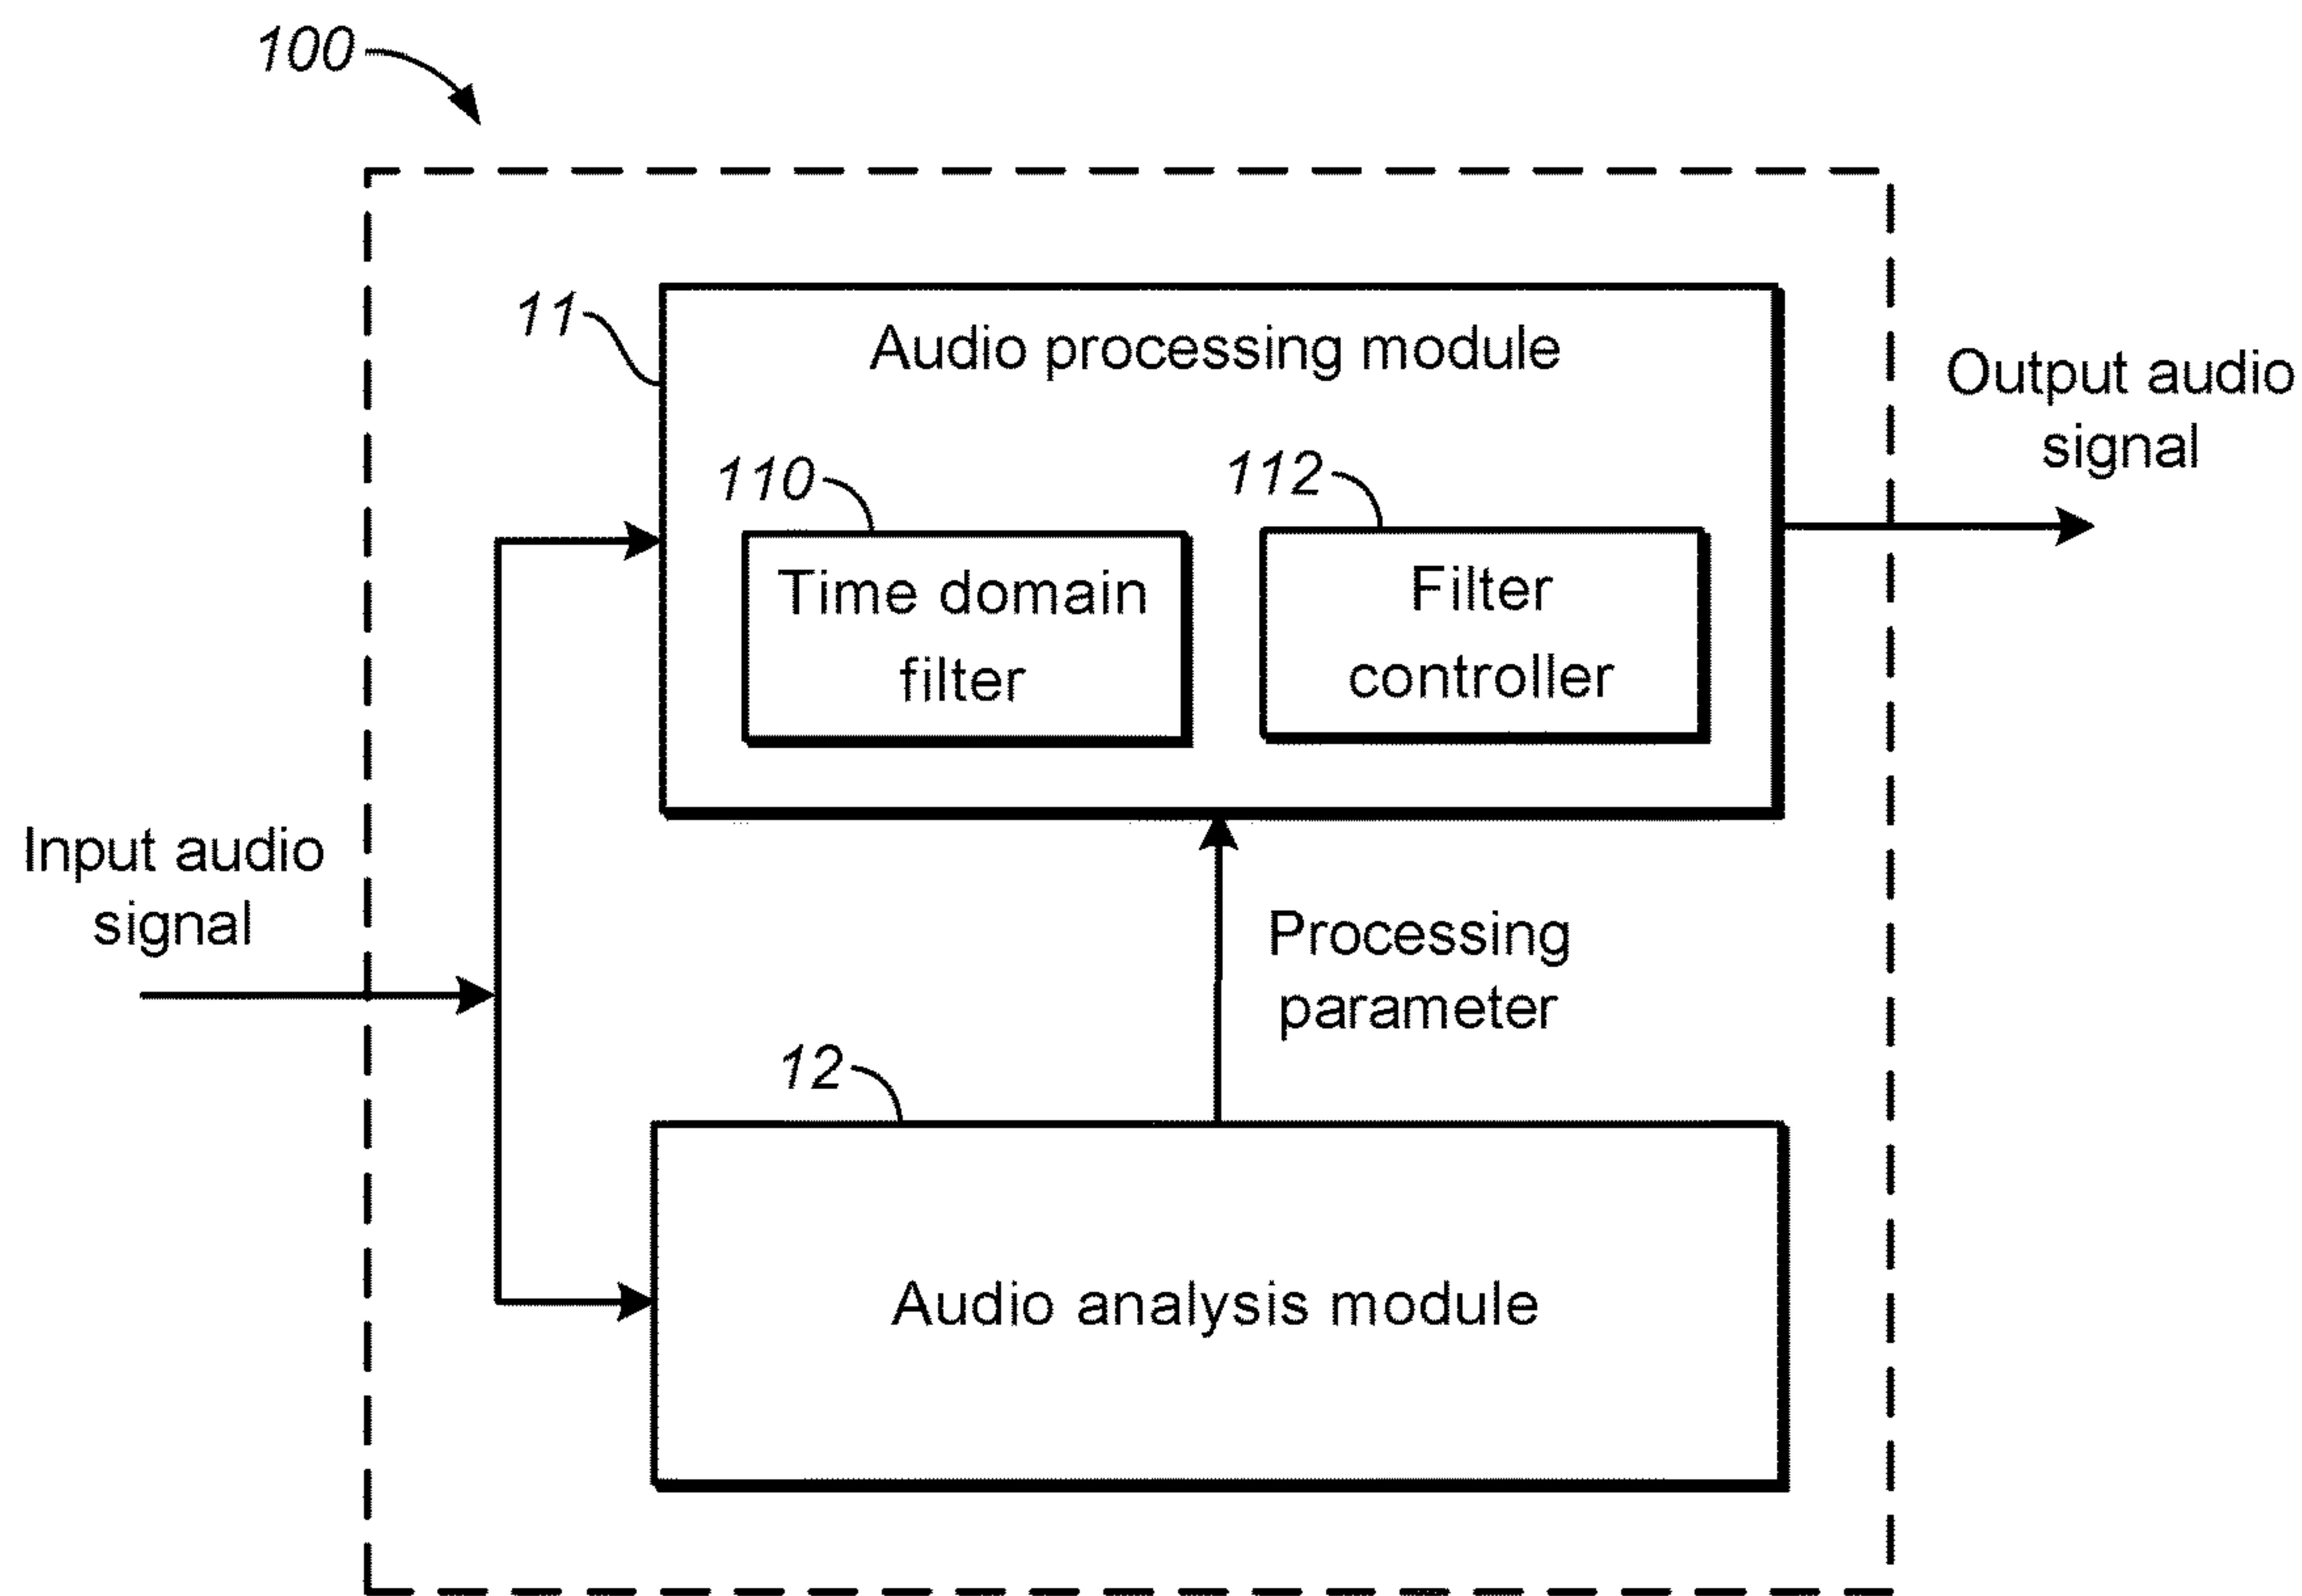 100
11
Audio processing module
Output audio
signal
110
112
Time domain
filter
Filter
controller
Input audio
signal
Processing
parameter
12
Audio analysis module